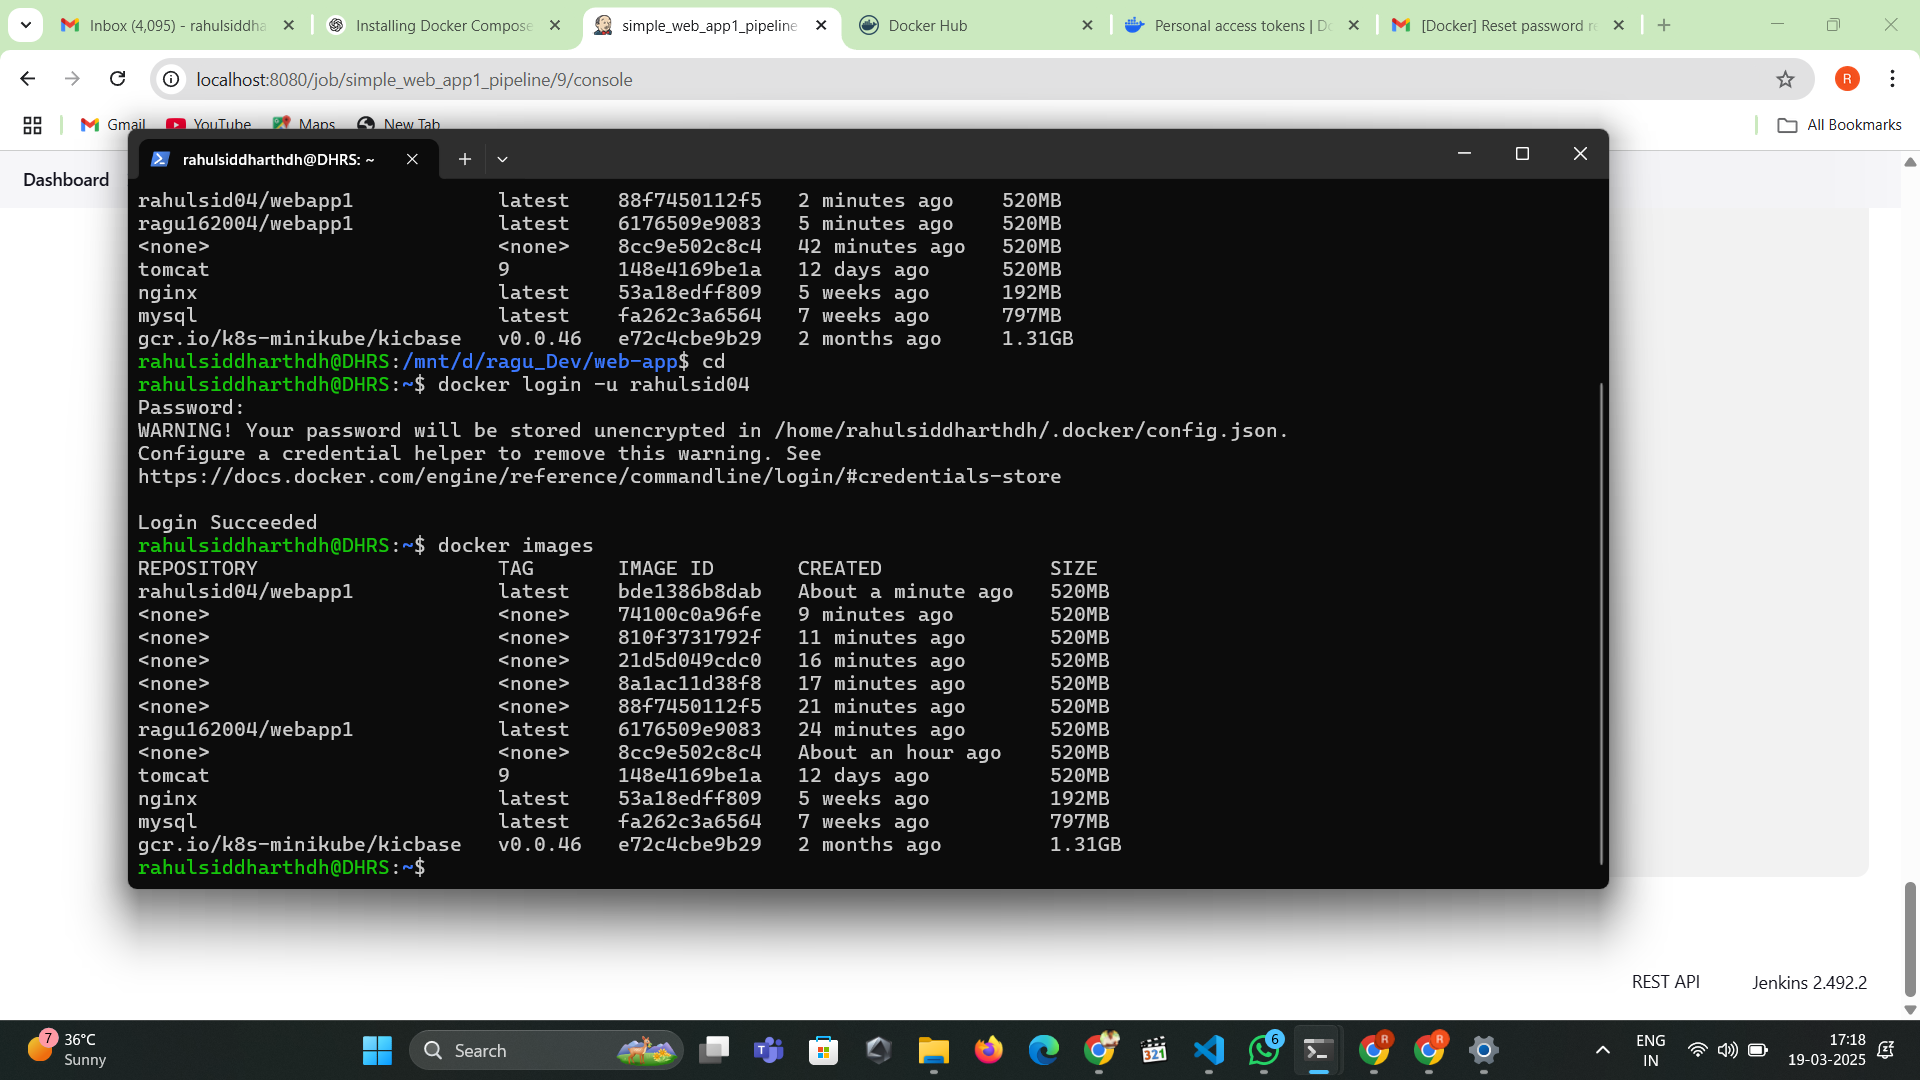 Inbox (4,095) - rahulsiddha
Installing Docker Compose
simple_web_app1_pipeline
Docker Hub
Personal access tokens | Do
[Docker] Reset password re
localhost:8080/job/simple_web_app1_pipeline/9/console
R
Gmail
YouTube
Maps
New Tab
All Bookmarks
Dashboard
rahulsiddharthdh@DHRS: ~
rahulsid04/webapp1 latest 88f7450112f5 2 minutes ago 520MB
ragu162004/webapp1 latest 6176509e9083 5 minutes ago 520MB
<none> <none> 8cc9e502c8c4 42 minutes ago 520MB
tomcat 9 148e4169be1a 12 days ago 520MB
nginx latest 53a18edff809 5 weeks ago 192MB
mysql latest fa262c3a6564 7 weeks ago 797MB
gcr.io/k8s-minikube/kicbase v0.0.46 e72c4cbe9b29 2 months ago 1.31GB
rahulsiddharthdh@DHRS:/mnt/d/ragu_Dev/web-app$ cd
rahulsiddharthdh@DHRS:~$ docker login -u rahulsid04
Password:
WARNING! Your password will be stored unencrypted in /home/rahulsiddharthdh/.docker/config.json.
Configure a credential helper to remove this warning. See
https://docs.docker.com/engine/reference/commandline/login/#credentials-store
Login Succeeded
rahulsiddharthdh@DHRS:~$ docker images
REPOSITORY TAG IMAGE ID CREATED SIZE
rahulsid04/webapp1 latest bde1386b8dab About a minute ago 520MB
<none> <none> 74100c0a96fe 9 minutes ago 520MB
<none> <none> 810f3731792f 11 minutes ago 520MB
<none> <none> 21d5d049cdc0 16 minutes ago 520MB
<none> <none> 8a1ac11d38f8 17 minutes ago 520MB
<none> <none> 88f7450112f5 21 minutes ago 520MB
ragu162004/webapp1 latest 6176509e9083 24 minutes ago 520MB
<none> <none> 8cc9e502c8c4 About an hour ago 520MB
tomcat 9 148e4169be1a 12 days ago 520MB
nginx latest 53a18edff809 5 weeks ago 192MB
mysql latest fa262c3a6564 7 weeks ago 797MB
gcr.io/k8s-minikube/kicbase v0.0.46 e72c4cbe9b29 2 months ago 1.31GB
rahulsiddharthdh@DHRS:~$
REST API
Jenkins 2.492.2
7
36°C
Sunny
Search
321
6
R
R
ENG
IN
17:18
19-03-2025